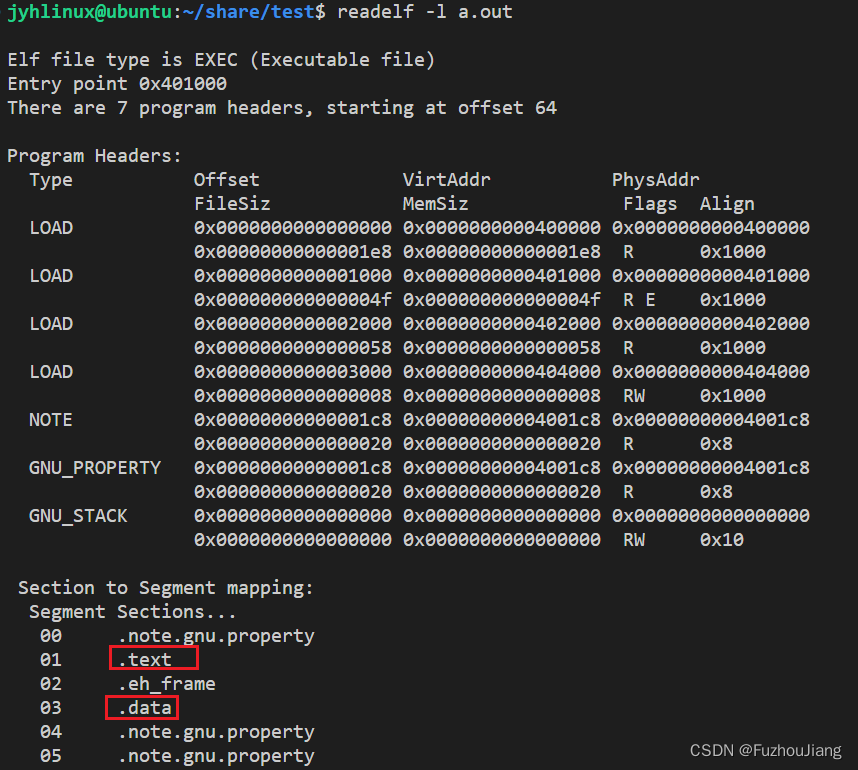 jyhlinux@ubuntu:~/share/test$ readelf -l a.out
Elf file type is EXEC (Executable file)
Entry point 0x401000
There are 7 program headers, starting at offset 64
Program Headers:
  Type           Offset             VirtAddr           PhysAddr
                 FileSiz            MemSiz              Flags  Align
  LOAD           0x0000000000000000 0x0000000000400000 0x0000000000400000
                 0x00000000000001e8 0x00000000000001e8  R      0x1000
  LOAD           0x0000000000001000 0x0000000000401000 0x0000000000401000
                 0x000000000000004f 0x000000000000004f  R E    0x1000
  LOAD           0x0000000000002000 0x0000000000402000 0x0000000000402000
                 0x0000000000000058 0x0000000000000058  R      0x1000
  LOAD           0x0000000000003000 0x0000000000404000 0x0000000000404000
                 0x0000000000000008 0x0000000000000008  RW     0x1000
  NOTE           0x00000000000001c8 0x00000000004001c8 0x00000000004001c8
                 0x0000000000000020 0x0000000000000020  R      0x8
  GNU_PROPERTY   0x00000000000001c8 0x00000000004001c8 0x00000000004001c8
                 0x0000000000000020 0x0000000000000020  R      0x8
  GNU_STACK      0x0000000000000000 0x0000000000000000 0x0000000000000000
                 0x0000000000000000 0x0000000000000000  RW     0x10
 Section to Segment mapping:
  Segment Sections...
   00     .note.gnu.property
   01     .text
   02     .eh_frame
   03     .data
   04     .note.gnu.property
   05     .note.gnu.property
CSDN @FuzhouJiang